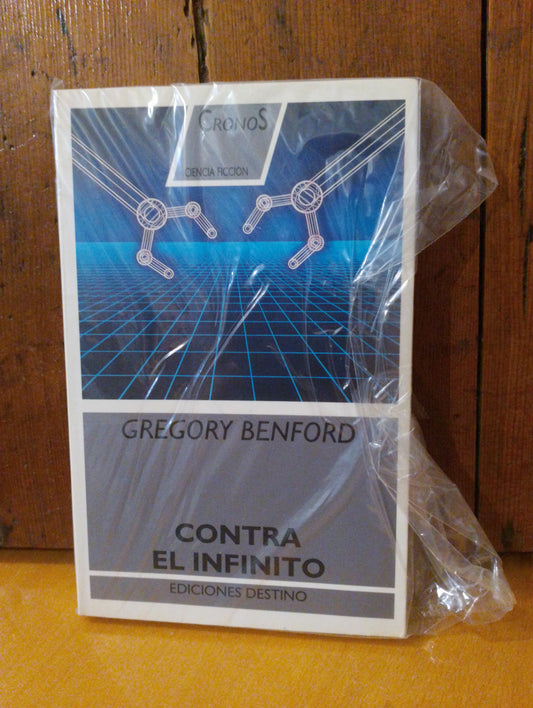 CRONOS
CIENCIA FICCION
GREGORY BENFORD
CONTRA
EL INFINITO
EDICIONES DESTINO